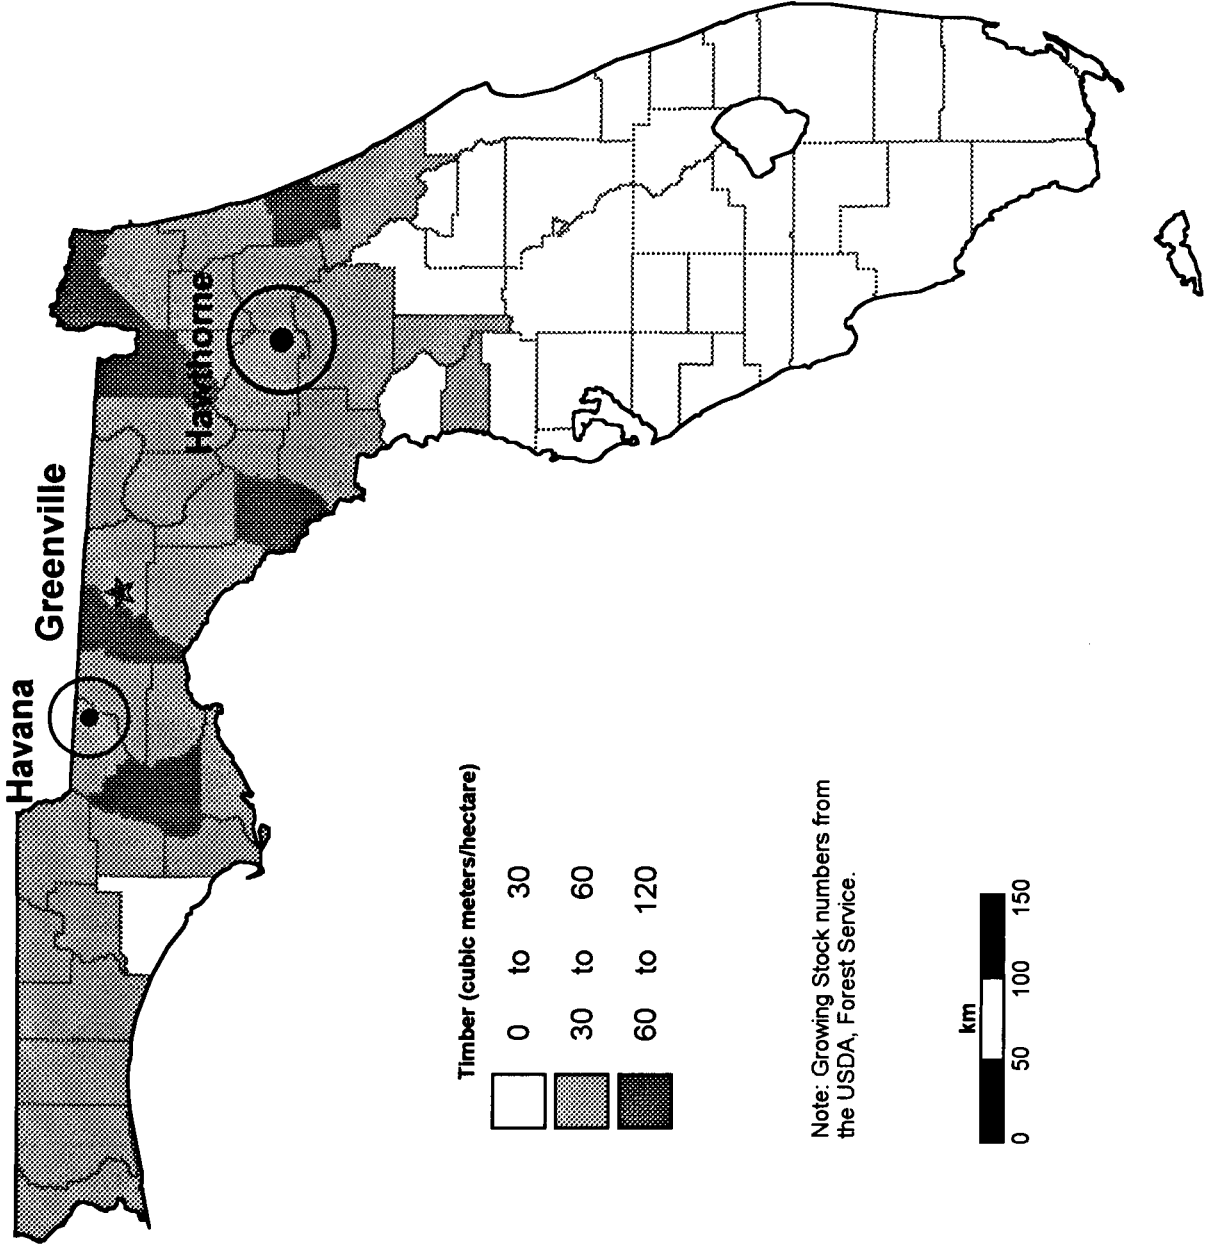 Havana
Greenville
Hawthorne
Timber (cubic meters/hectare)
0 to 30
30 to 60
60 to 120
Note: Growing Stock numbers from
the USDA, Forest Service.
km
0 50 100 150